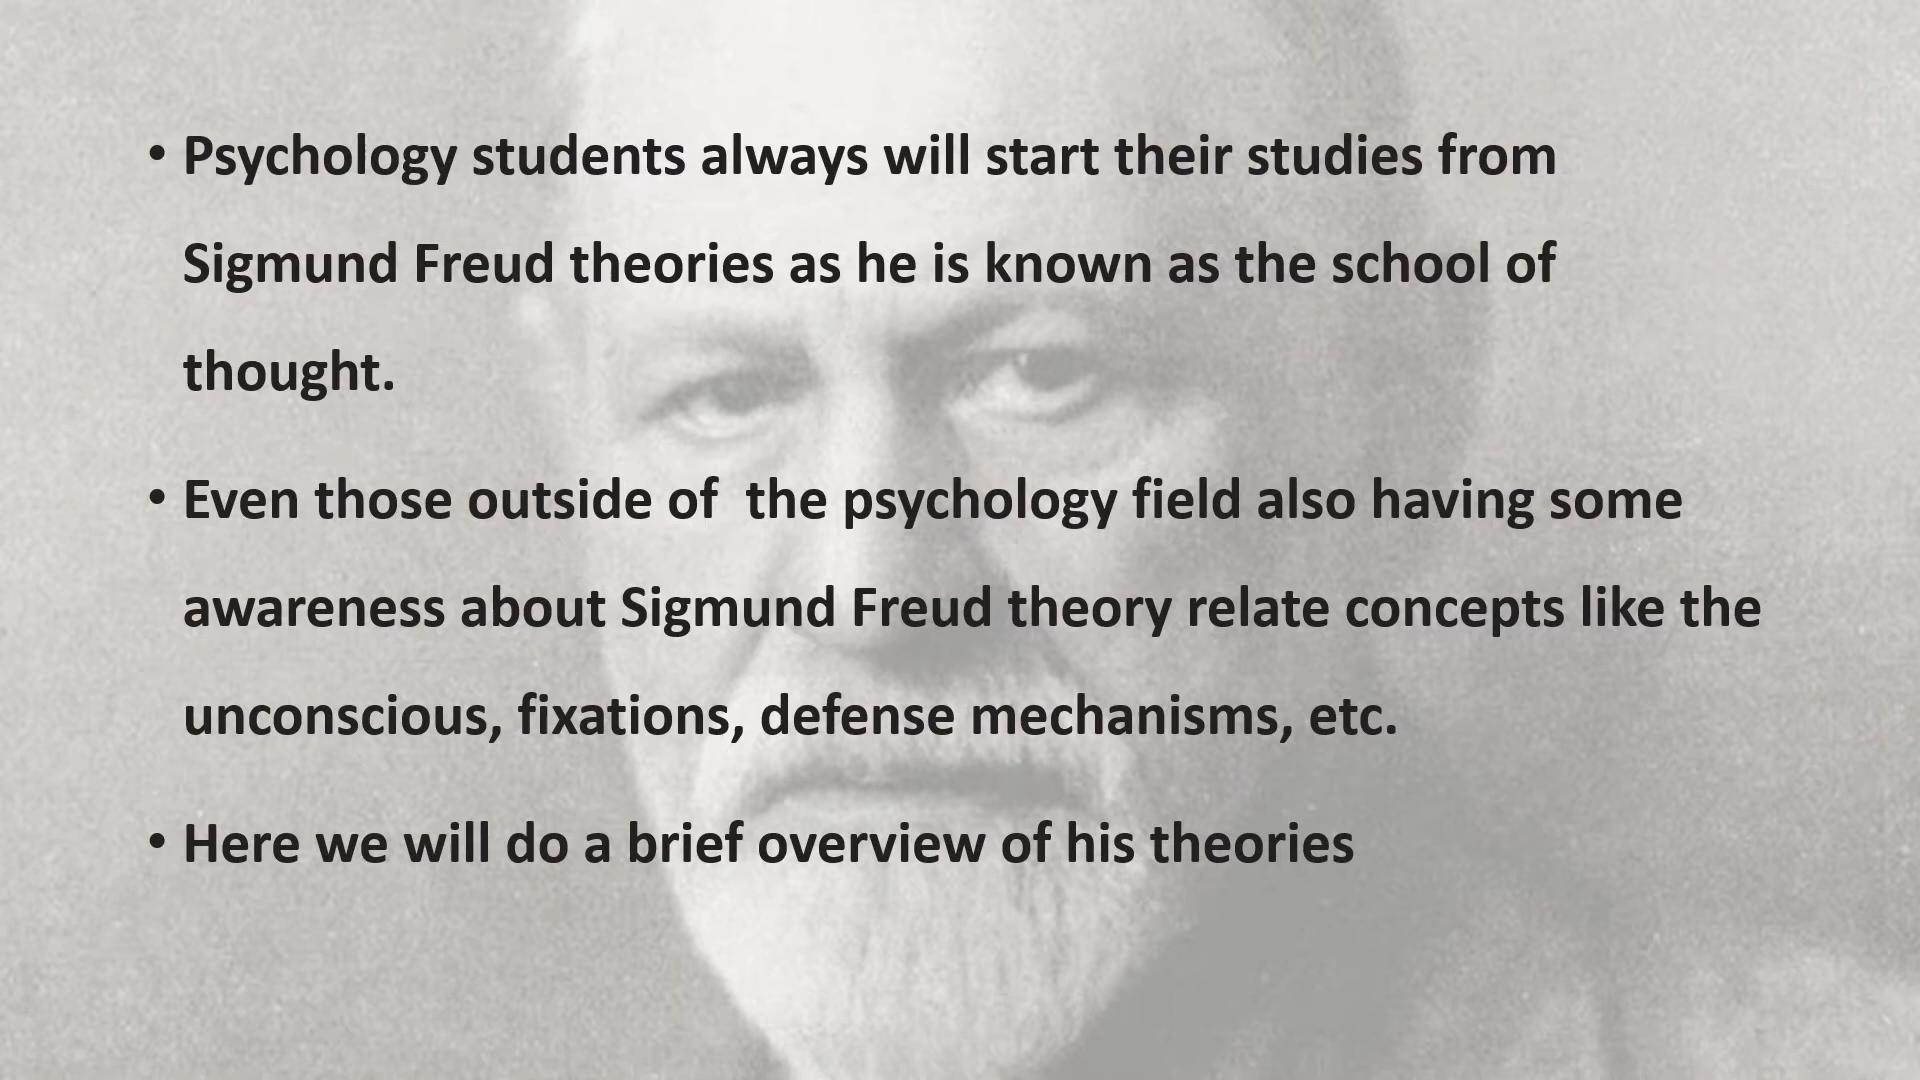 • Psychology students always will start their studies from
Sigmund Freud theories as he is known as the school of
thought.
• Even those outside of  the psychology field also having some
awareness about Sigmund Freud theory relate concepts like the
unconscious, fixations, defense mechanisms, etc.
• Here we will do a brief overview of his theories